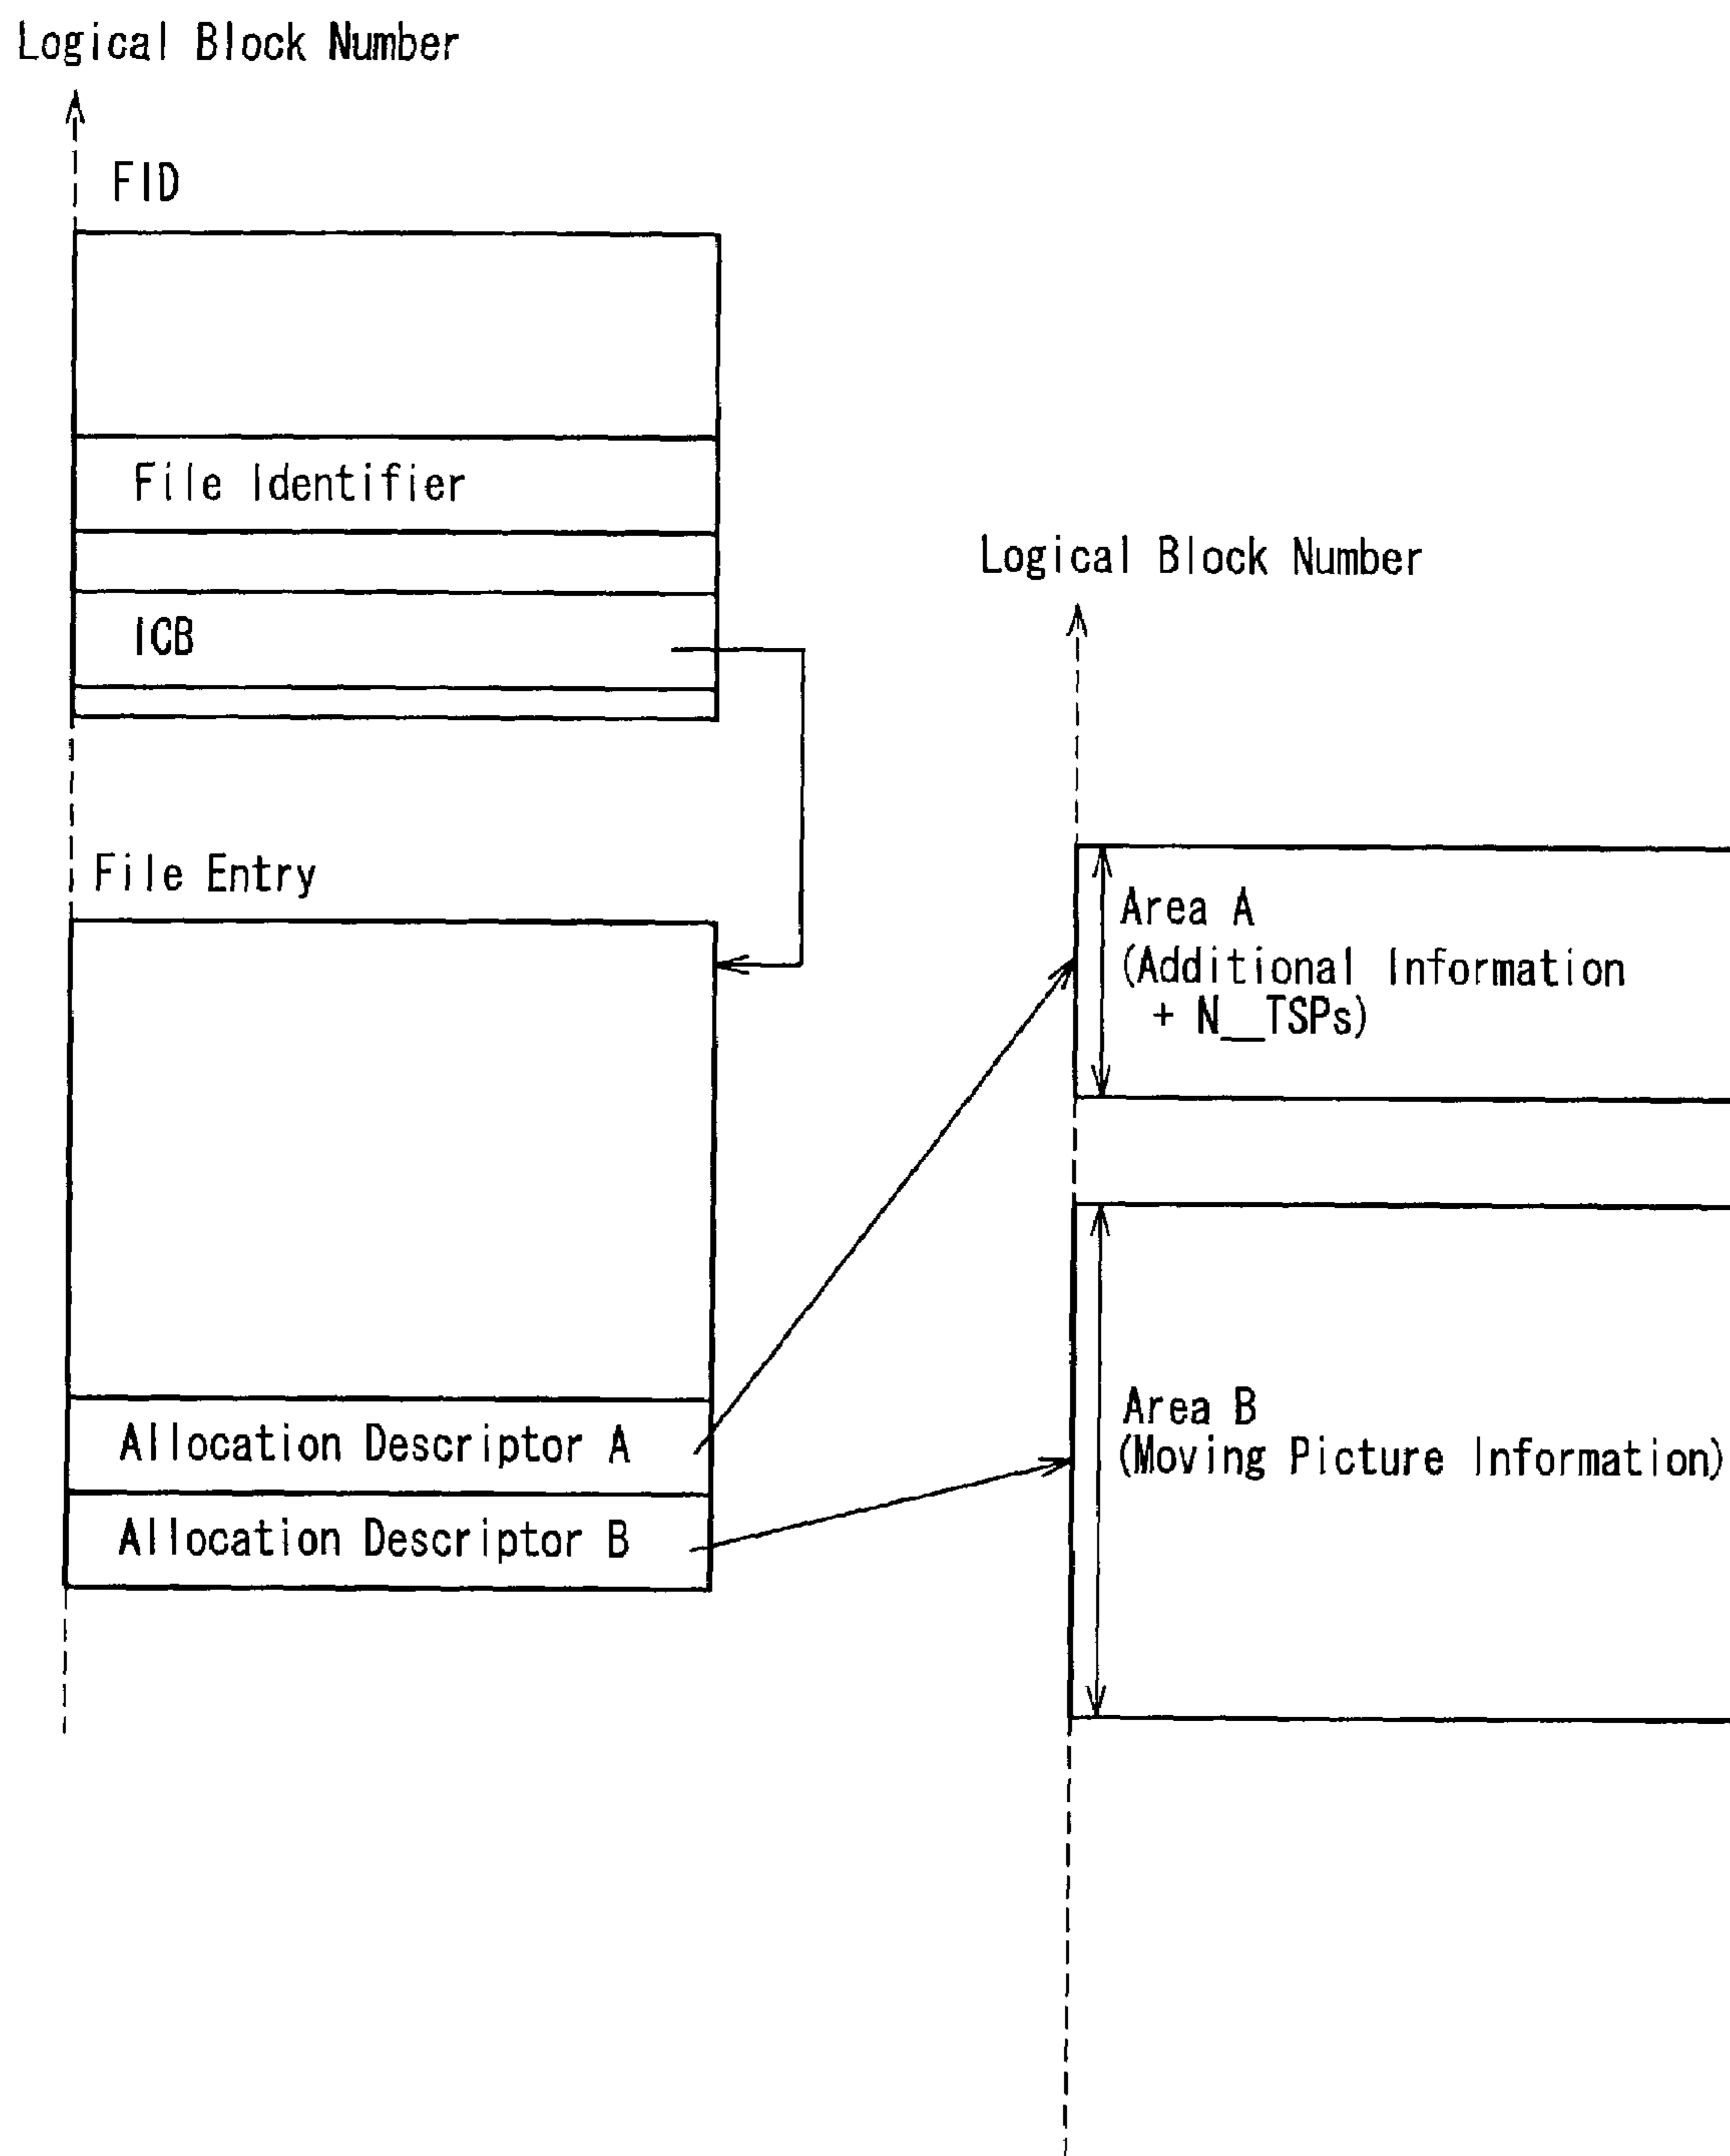 Logical Block Number
FID
File Identifier
ICB
File Entry
Allocation Descriptor A
Allocation Descriptor B
Logical Block Number
Area A
(Additional Information
+ N__TSPs)
Area B
(Moving Picture Information)